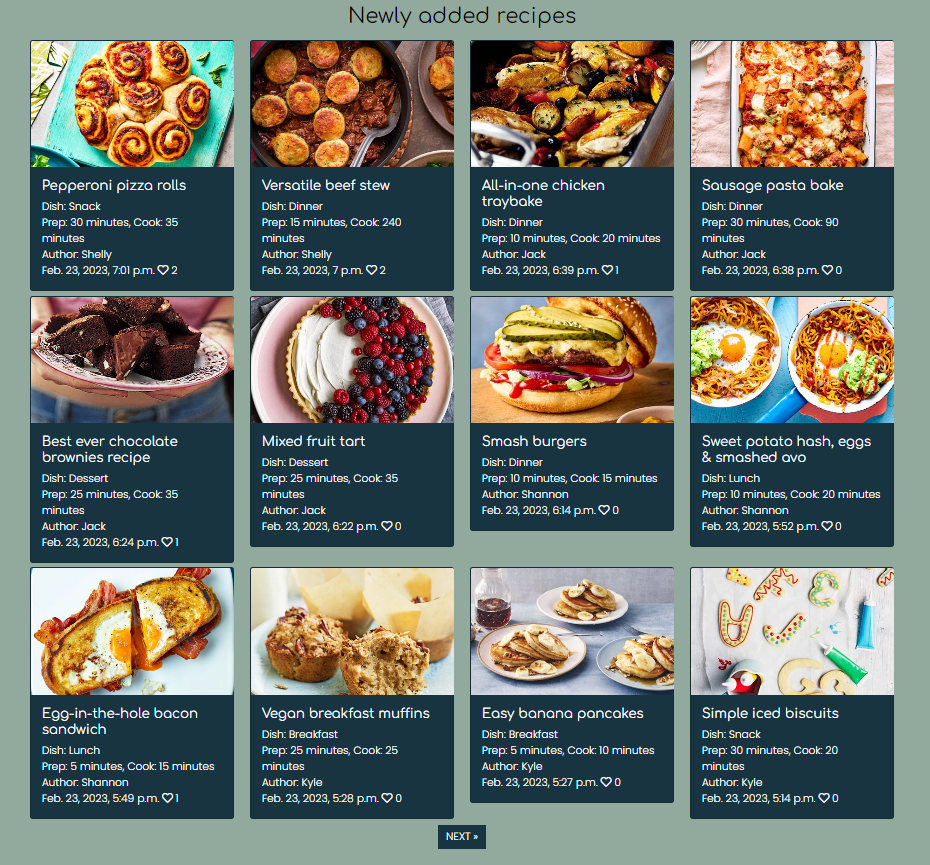 Newly added recipes
Pepperoni pizza rolls
Dish: Snack
Prep: 30 minutes, Cook: 35
minutes
Author: Shelly
Feb. 23, 2023, 7:01 p.m. 2
Versatile beef stew
Dish: Dinner
Prep: 15 minutes, Cook: 240
minutes
Author: Shelly
Feb. 23, 2023, 7 p.m. 2
All-in-one chicken
traybake
Dish: Dinner
Prep: 10 minutes, Cook: 20 minutes
Author: Jack
Feb. 23, 2023, 6:39 p.m. 1
Sausage pasta bake
Dish: Dinner
Prep: 30 minutes, Cook: 90
minutes
Author: Jack
Feb. 23, 2023, 6:38 p.m. 0
Best ever chocolate
brownies recipe
Dish: Dessert
Prep: 25 minutes, Cook: 35
minutes
Author: Jack
Feb. 23, 2023, 6:24 p.m. 1
Mixed fruit tart
Dish: Dessert
Prep: 25 minutes, Cook: 35
minutes
Author: Jack
Feb. 23, 2023, 6:22 p.m. 0
Smash burgers
Dish: Dinner
Prep: 10 minutes, Cook: 15 minutes
Author: Shannon
Feb. 23, 2023, 6:14 p.m. 0
Sweet potato hash, eggs
& smashed avo
Dish: Lunch
Prep: 10 minutes, Cook: 20 minutes
Author: Shannon
Feb. 23, 2023, 5:52 p.m. 0
Egg-in-the-hole bacon
sandwich
Dish: Lunch
Prep: 5 minutes, Cook: 15 minutes
Author: Shannon
Feb. 23, 2023, 5:49 p.m. 1
Vegan breakfast muffins
Dish: Breakfast
Prep: 25 minutes, Cook: 25
minutes
Author: Kyle
Feb. 23, 2023, 5:28 p.m. 0
Easy banana pancakes
Dish: Breakfast
Prep: 5 minutes, Cook: 10 minutes
Author: Kyle
Feb. 23, 2023, 5:27 p.m. 0
Simple iced biscuits
Dish: Snack
Prep: 30 minutes, Cook: 20
minutes
Author: Kyle
Feb. 23, 2023, 5:14 p.m. 0
NEXT »